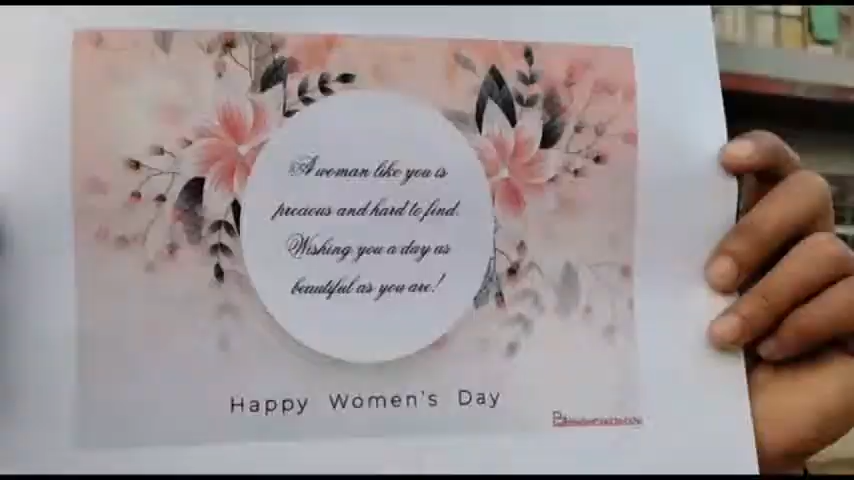 A woman like you is
precious and hard to find.
Wishing you a day as
beautiful as you are!
Happy Women's Day